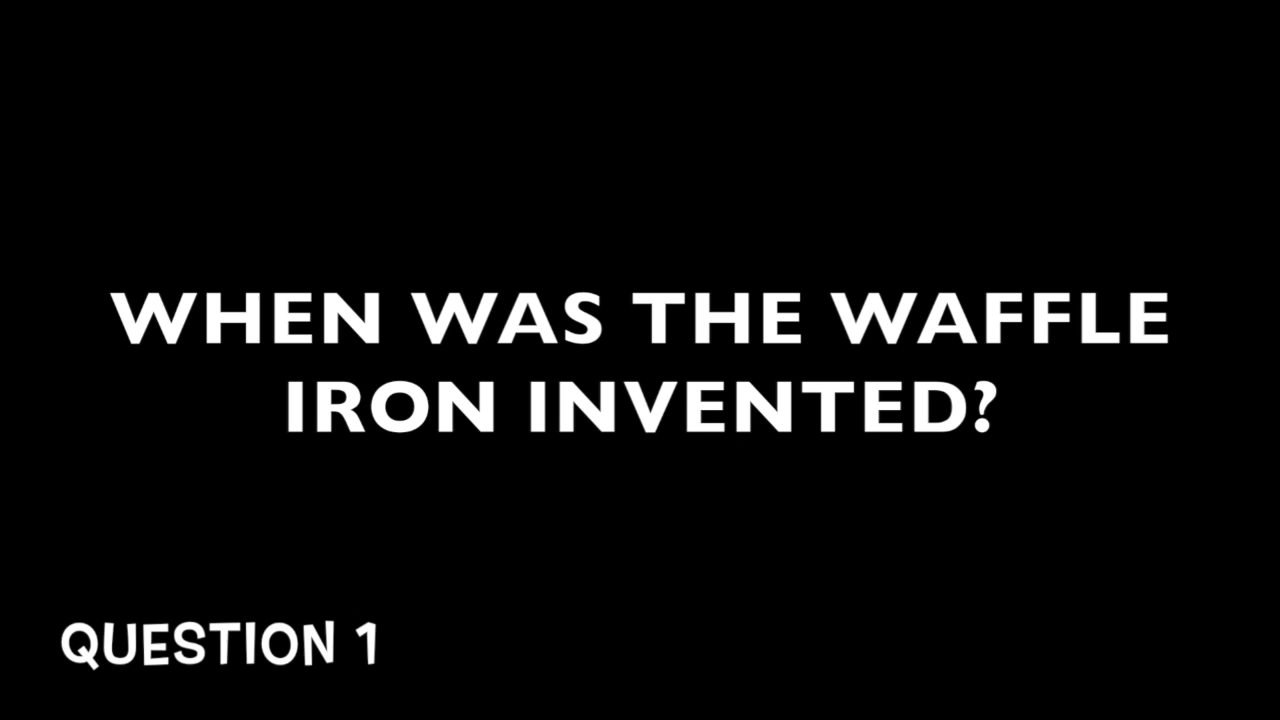 WHEN WAS THE WAFFLE
IRON INVENTED?
QUESTION 1